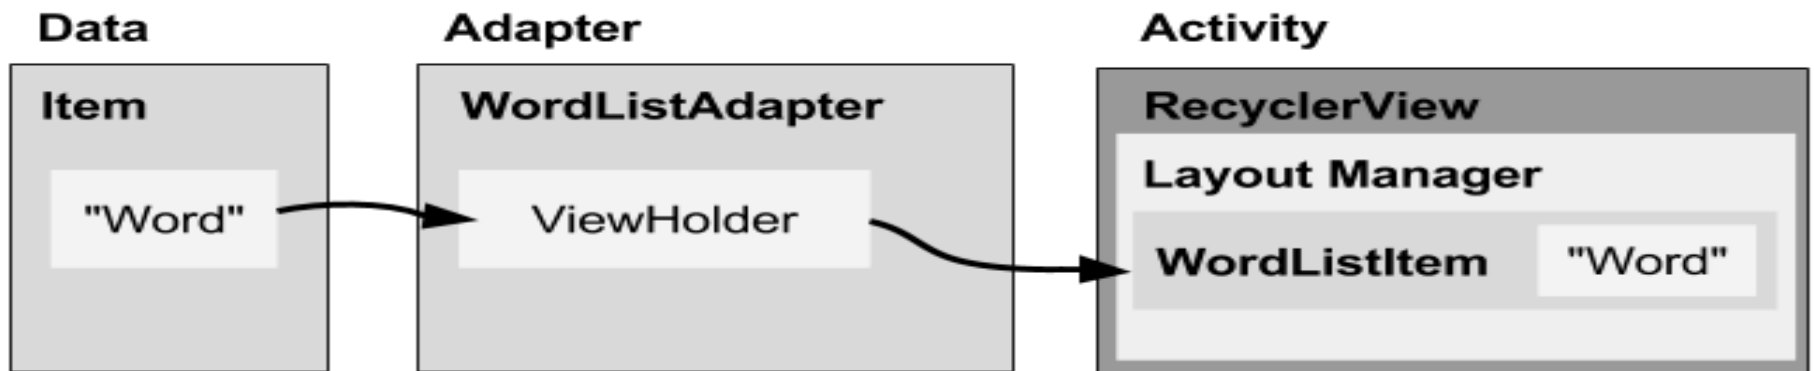 Data
Adapter
Activity
Item
WordListAdapter
RecyclerView
Layout Manager
"Word"
ViewHolder
WordListItem
"Word"